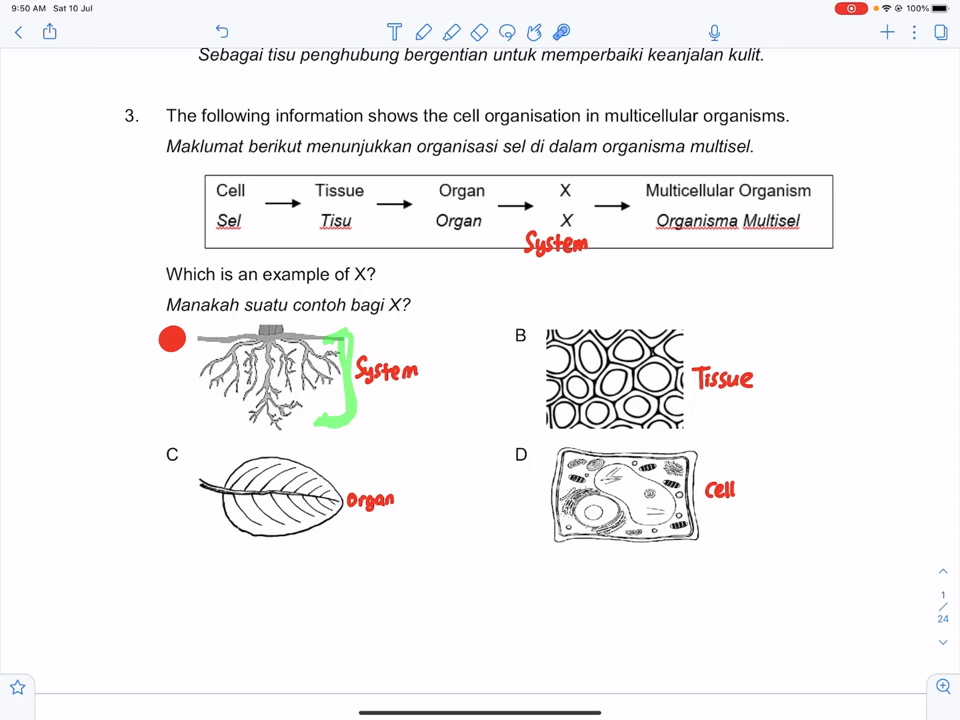 9:50 AM Sat 10 Jul
100%
Sebagai tisu penghubung bergentian untuk memperbaiki keanjalan kulit.
3. The following information shows the cell organisation in multicellular organisms.
Maklumat berikut menunjukkan organisasi sel di dalam organisma multisel.
Cell Tissue Organ X Multicellular Organism
Sel Tisu Organ X Organisma Multisel
System
Which is an example of X?
Manakah suatu contoh bagi X?
B
System
Tissue
C
D
Organ
Cell
1
/
24